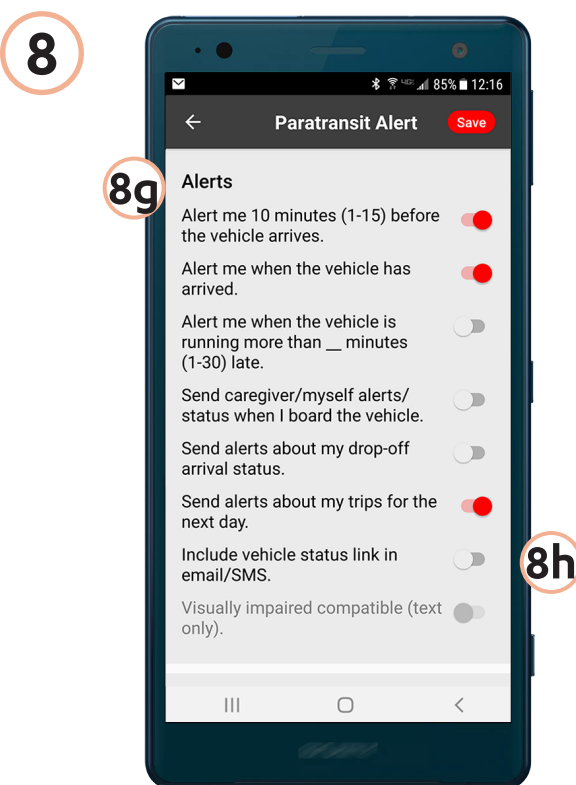 8
85% 12:16
Paratransit Alert Save
8g
Alerts
Alert me 10 minutes (1-15) before
the vehicle arrives.
Alert me when the vehicle has
arrived.
Alert me when the vehicle is
running more than __ minutes
(1-30) late.
Send caregiver/myself alerts/
status when I board the vehicle.
Send alerts about my drop-off
arrival status.
Send alerts about my trips for the
next day.
Include vehicle status link in
email/SMS.
8h
Visually impaired compatible (text
only).